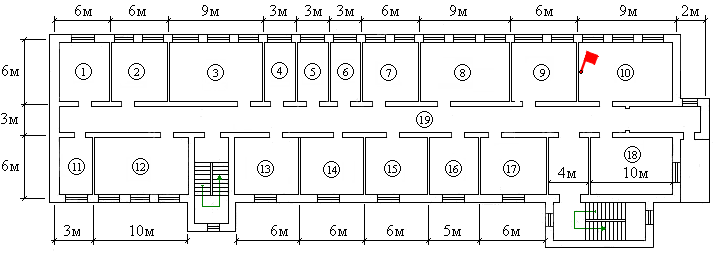 6м 6м 9м 3м 3м 3м 6м 9м 6м 9м 2м
6м
1 2 3 4 5 6 7 8 9 10
3м
19
6м
11 12 13 14 15 16 17 18
4м 10м
3м 10м 6м 6м 6м 5м 6м